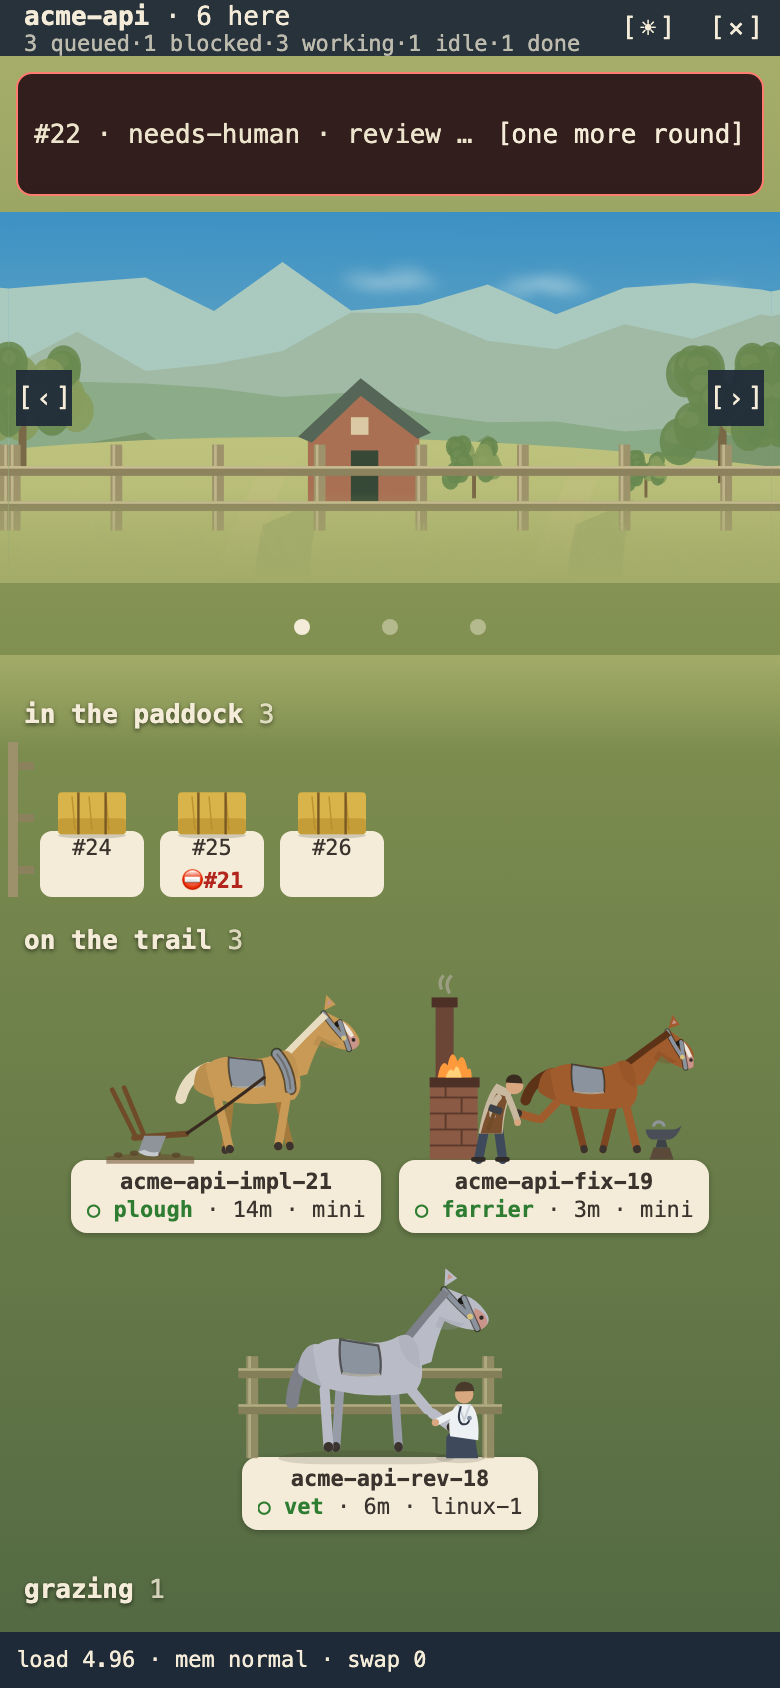 acme-api · 6 here
3 queued·1 blocked·3 working·1 idle·1 done
[☀] [×]
#22 · needs-human · review … [one more round]
[‹] [›]
in the paddock 3
#24 #25 #26
⛔#21
on the trail 3
acme-api-impl-21
○ plough · 14m · mini
acme-api-fix-19
○ farrier · 3m · mini
acme-api-rev-18
○ vet · 6m · linux-1
grazing 1
load 4.96 · mem normal · swap 0